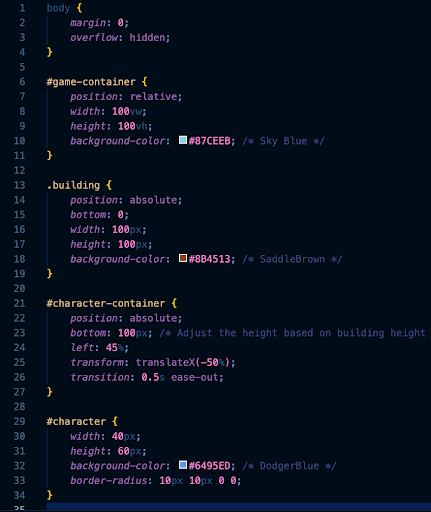 1 body {
2 margin: 0;
3 overflow: hidden;
4 }
5
6 #game-container {
7 position: relative;
8 width: 100vw;
9 height: 100vh;
10 background-color: #87CEEB; /* Sky Blue */
11 }
12
13 .building {
14 position: absolute;
15 bottom: 0;
16 width: 100px;
17 height: 100px;
18 background-color: #8B4513; /* SaddleBrown */
19 }
20
21 #character-container {
22 position: absolute;
23 bottom: 100px; /* Adjust the height based on building height
24 left: 45%;
25 transform: translateX(-50%);
26 transition: 0.5s ease-out;
27 }
28
29 #character {
30 width: 40px;
31 height: 60px;
32 background-color: #6495ED; /* DodgerBlue */
33 border-radius: 10px 10px 0 0;
34 }
35